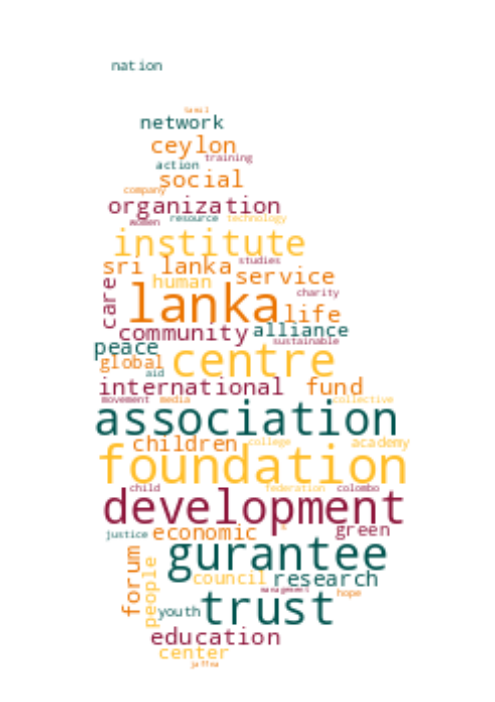 nation
tamil
network
ceylon
training
action
social
company
organization
women resource technology
institute
studies
sri lanka
service
human
care
charity
lanka
life
community
alliance
sustainable
peace
centre
global
aid
international fund
movement media collective
association
children college academy
foundation
child federation colombo
development
green
justice economic
gurantee
forum
people
council research
management
hope
youth
trust
education
center
jaffna